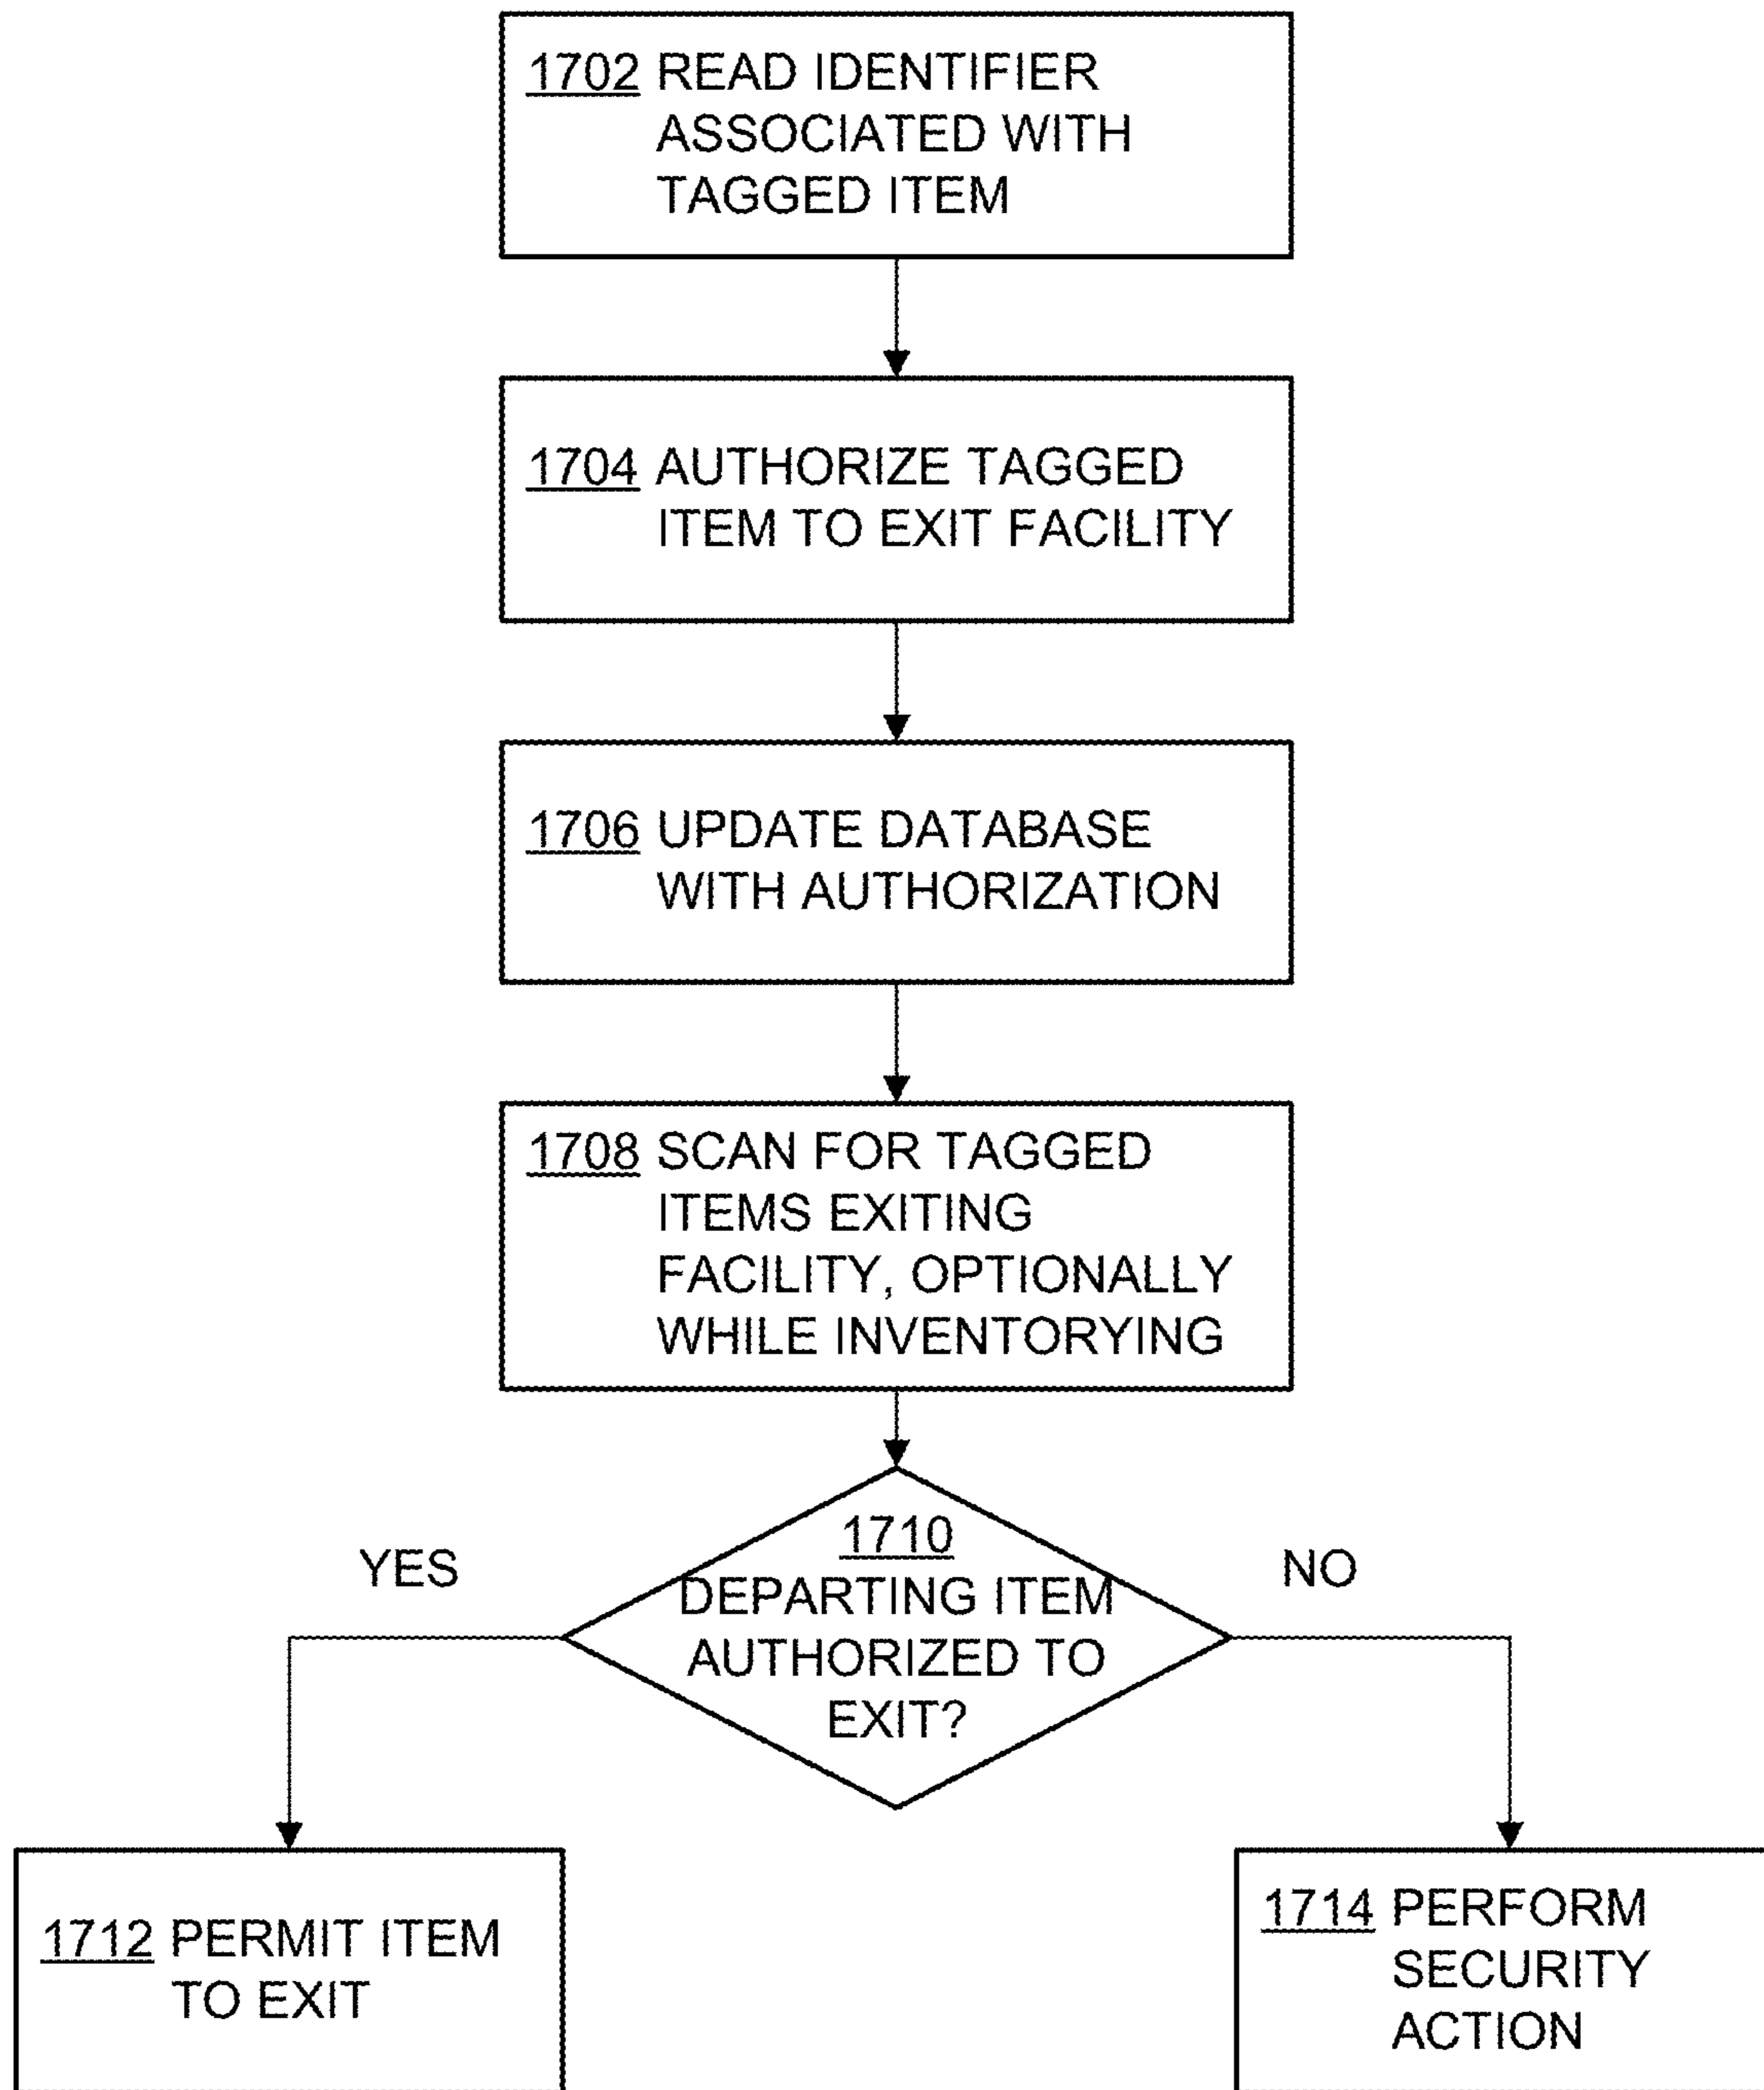 1702 READ IDENTIFIER
ASSOCIATED WITH
TAGGED ITEM
1704 AUTHORIZE TAGGED
ITEM TO EXIT FACILITY
1706 UPDATE DATABASE
WITH AUTHORIZATION
1708 SCAN FOR TAGGED
ITEMS EXITING
FACILITY, OPTIONALLY
WHILE INVENTORYING
1710
YES
NO
DEPARTING ITEM
AUTHORIZED TO
EXIT?
1712 PERMIT ITEM
TO EXIT
1714 PERFORM
SECURITY
ACTION